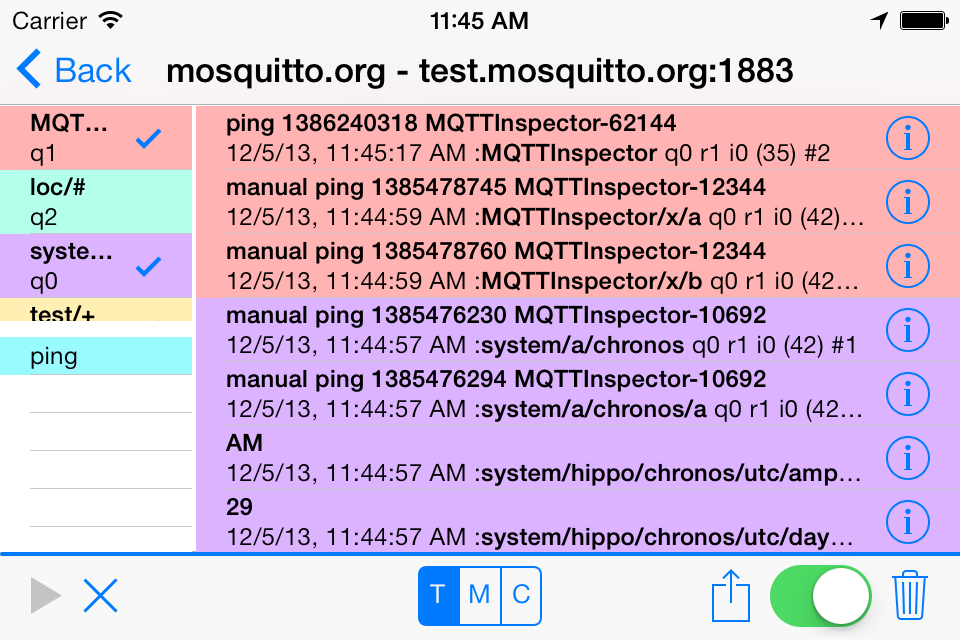 Carrier 11:45 AM
Back mosquitto.org - test.mosquitto.org:1883
MQT...
q1
loc/#
q2
syste...
q0
test/+
ping
ping 1386240318 MQTTInspector-62144
12/5/13, 11:45:17 AM :MQTTInspector q0 r1 i0 (35) #2
manual ping 1385478745 MQTTInspector-12344
12/5/13, 11:44:59 AM :MQTTInspector/x/a q0 r1 i0 (42)...
manual ping 1385478760 MQTTInspector-12344
12/5/13, 11:44:59 AM :MQTTInspector/x/b q0 r1 i0 (42...
manual ping 1385476230 MQTTInspector-10692
12/5/13, 11:44:57 AM :system/a/chronos q0 r1 i0 (42) #1
manual ping 1385476294 MQTTInspector-10692
12/5/13, 11:44:57 AM :system/a/chronos/a q0 r1 i0 (42...
AM
12/5/13, 11:44:57 AM :system/hippo/chronos/utc/amp...
29
12/5/13, 11:44:57 AM :system/hippo/chronos/utc/day...
T M C